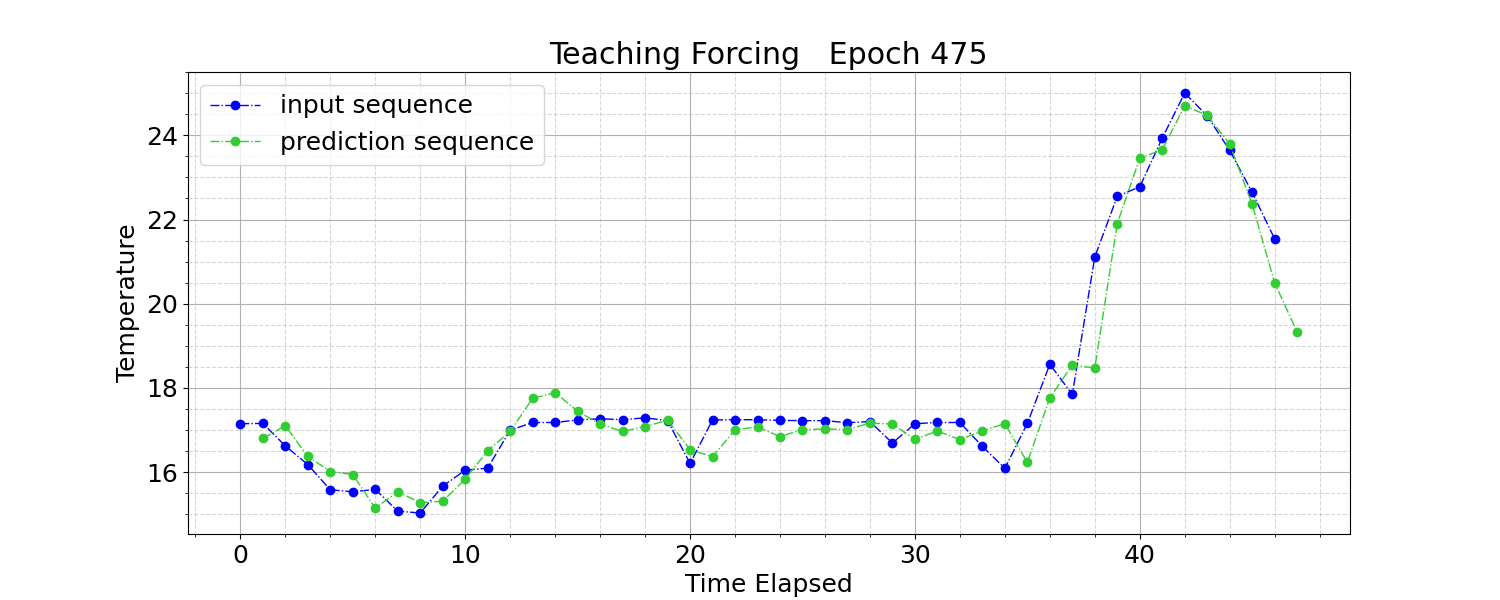 Teaching Forcing   Epoch 475
input sequence
prediction sequence
Temperature
24
22
20
18
16
0 10 20 30 40
Time Elapsed